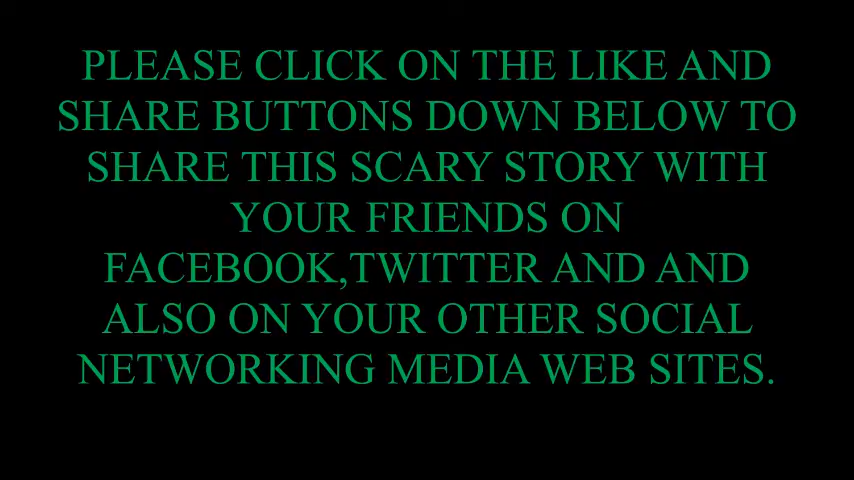 PLEASE CLICK ON THE LIKE AND
SHARE BUTTONS DOWN BELOW TO
SHARE THIS SCARY STORY WITH
YOUR FRIENDS ON
FACEBOOK,TWITTER AND AND
ALSO ON YOUR OTHER SOCIAL
NETWORKING MEDIA WEB SITES.